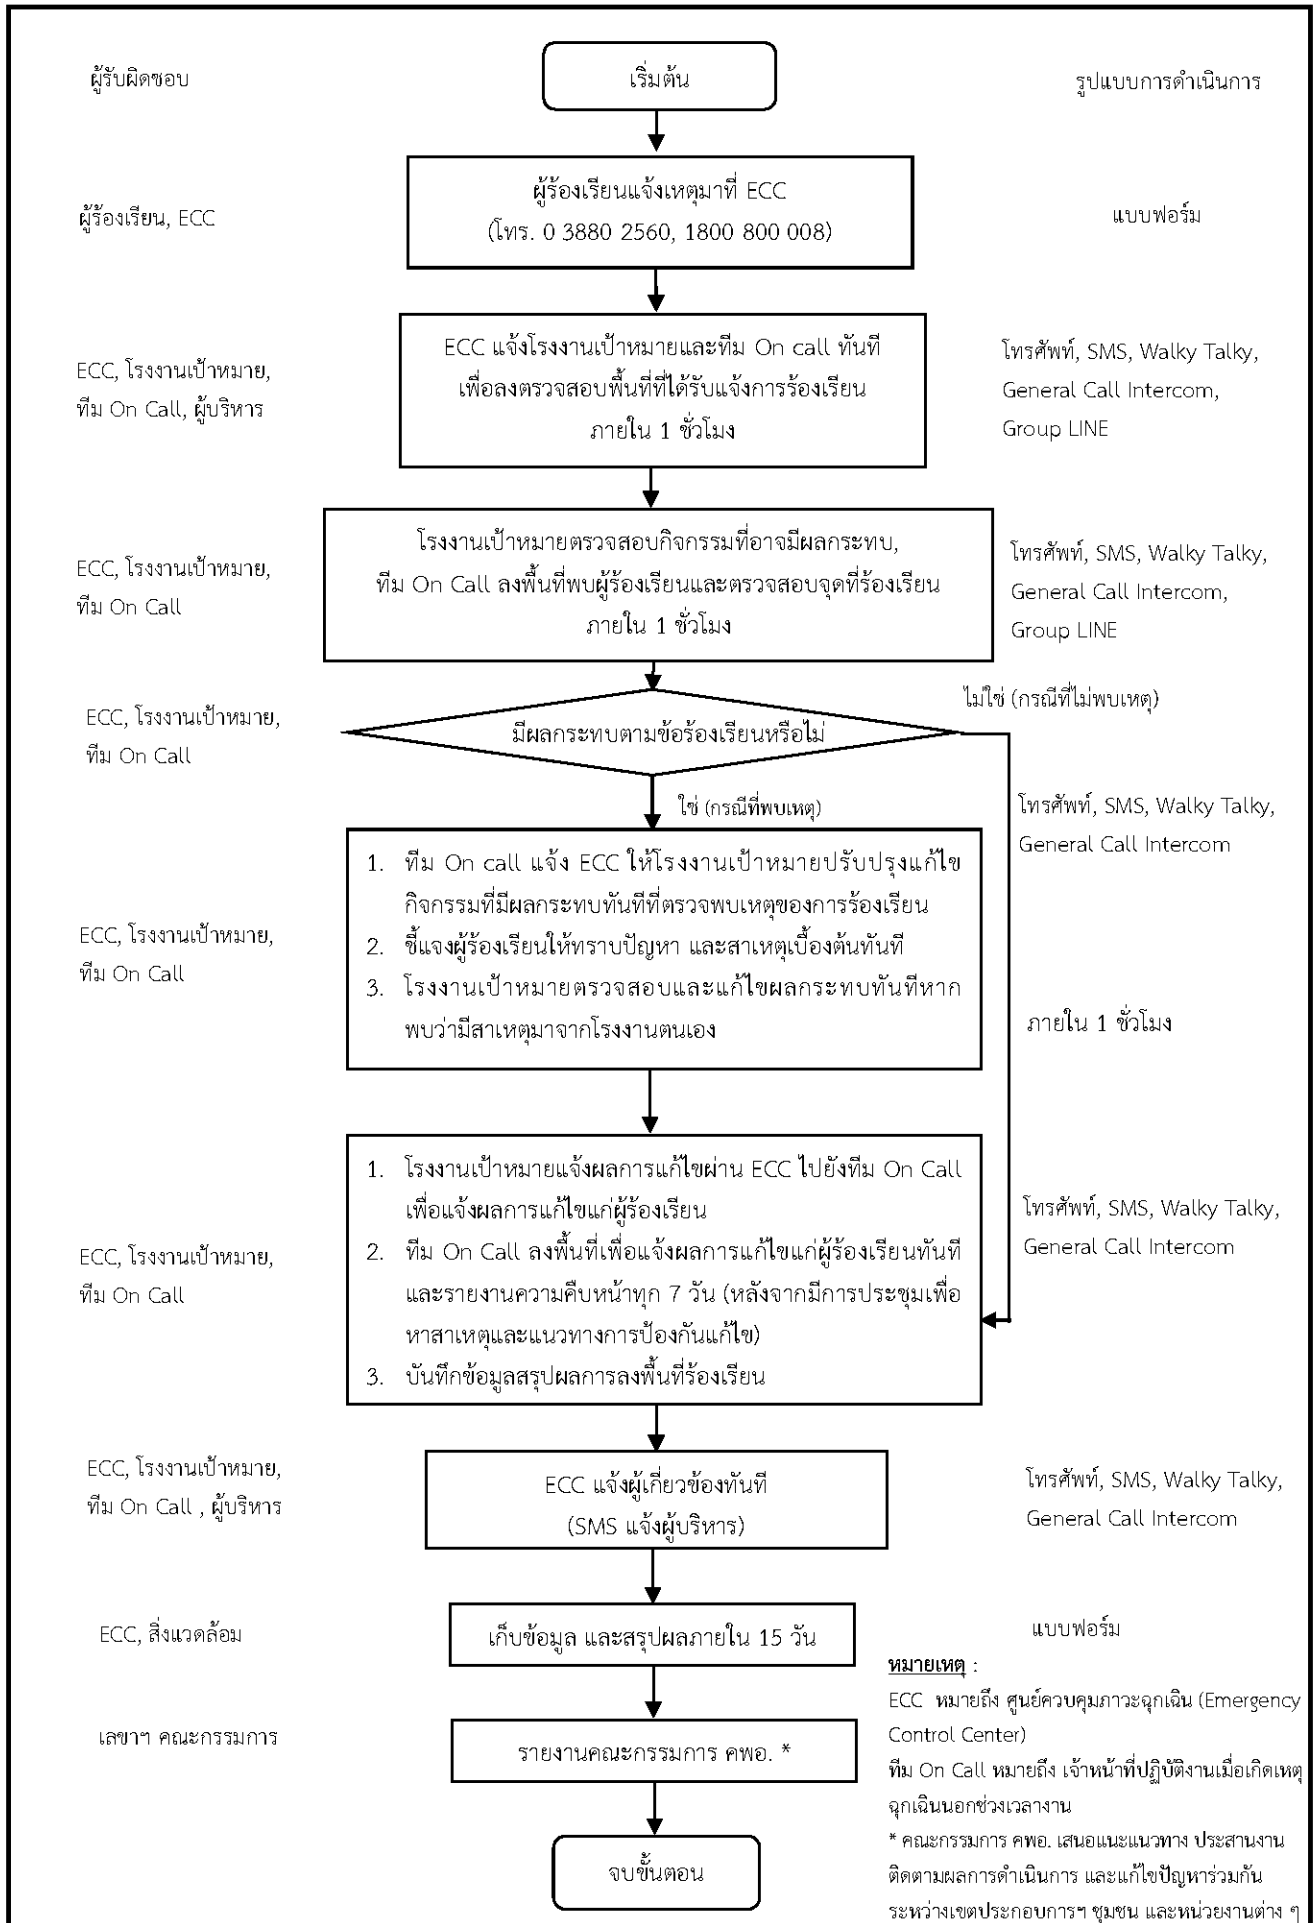 ผู้รับผิดชอบ
เริ่มต้น
รูปแบบการดำเนินการ
ผู้ร้องเรียน, ECC
ผู้ร้องเรียนแจ้งเหตุมาที่ ECC
(โทร. 0 3880 2560, 1800 800 008)
แบบฟอร์ม
ECC, โรงงานเป้าหมาย,
ทีม On Call, ผู้บริหาร
ECC แจ้งโรงงานเป้าหมายและทีม On call ทันที
เพื่อลงตรวจสอบพื้นที่ที่ได้รับแจ้งการร้องเรียน
ภายใน 1 ชั่วโมง
โทรศัพท์, SMS, Walky Talky,
General Call Intercom,
Group LINE
ECC, โรงงานเป้าหมาย,
ทีม On Call
โรงงานเป้าหมายตรวจสอบกิจกรรมที่อาจมีผลกระทบ,
ทีม On Call ลงพื้นที่พบผู้ร้องเรียนและตรวจสอบจุดที่ร้องเรียน
ภายใน 1 ชั่วโมง
โทรศัพท์, SMS, Walky Talky,
General Call Intercom,
Group LINE
ECC, โรงงานเป้าหมาย,
ทีม On Call
มีผลกระทบตามข้อร้องเรียนหรือไม่
ไม่ใช่ (กรณีที่ไม่พบเหตุ)
ใช่ (กรณีที่พบเหตุ)
โทรศัพท์, SMS, Walky Talky,
General Call Intercom
ECC, โรงงานเป้าหมาย,
ทีม On Call
1. ทีม On call แจ้ง ECC ให้โรงงานเป้าหมายปรับปรุงแก้ไข
กิจกรรมที่มีผลกระทบทันทีที่ตรวจพบเหตุของการร้องเรียน
2. ชี้แจงผู้ร้องเรียนให้ทราบปัญหา และสาเหตุเบื้องต้นทันที
3. โรงงานเป้าหมายตรวจสอบและแก้ไขผลกระทบทันทีหาก
พบว่ามีสาเหตุมาจากโรงงานตนเอง
ภายใน 1 ชั่วโมง
ECC, โรงงานเป้าหมาย,
ทีม On Call
1. โรงงานเป้าหมายแจ้งผลการแก้ไขผ่าน ECC ไปยังทีม On Call
เพื่อแจ้งผลการแก้ไขแก่ผู้ร้องเรียน
2. ทีม On Call ลงพื้นที่เพื่อแจ้งผลการแก้ไขแก่ผู้ร้องเรียนทันที
และรายงานความคืบหน้าทุก 7 วัน (หลังจากมีการประชุมเพื่อ
หาสาเหตุและแนวทางการป้องกันแก้ไข)
3. บันทึกข้อมูลสรุปผลการลงพื้นที่ร้องเรียน
โทรศัพท์, SMS, Walky Talky,
General Call Intercom
ECC, โรงงานเป้าหมาย,
ทีม On Call , ผู้บริหาร
ECC แจ้งผู้เกี่ยวข้องทันที
(SMS แจ้งผู้บริหาร)
โทรศัพท์, SMS, Walky Talky,
General Call Intercom
ECC, สิ่งแวดล้อม
เก็บข้อมูล และสรุปผลภายใน 15 วัน
แบบฟอร์ม
เลขาฯ คณะกรรมการ
รายงานคณะกรรมการ คพอ. *
จบขั้นตอน
หมายเหตุ :
ECC หมายถึง ศูนย์ควบคุมภาวะฉุกเฉิน (Emergency
Control Center)
ทีม On Call หมายถึง เจ้าหน้าที่ปฏิบัติงานเมื่อเกิดเหตุ
ฉุกเฉินนอกช่วงเวลางาน
* คณะกรรมการ คพอ. เสนอแนะแนวทาง ประสานงาน
ติดตามผลการดำเนินการ และแก้ไขปัญหาร่วมกัน
ระหว่างเขตประกอบการฯ ชุมชน และหน่วยงานต่าง ๆ